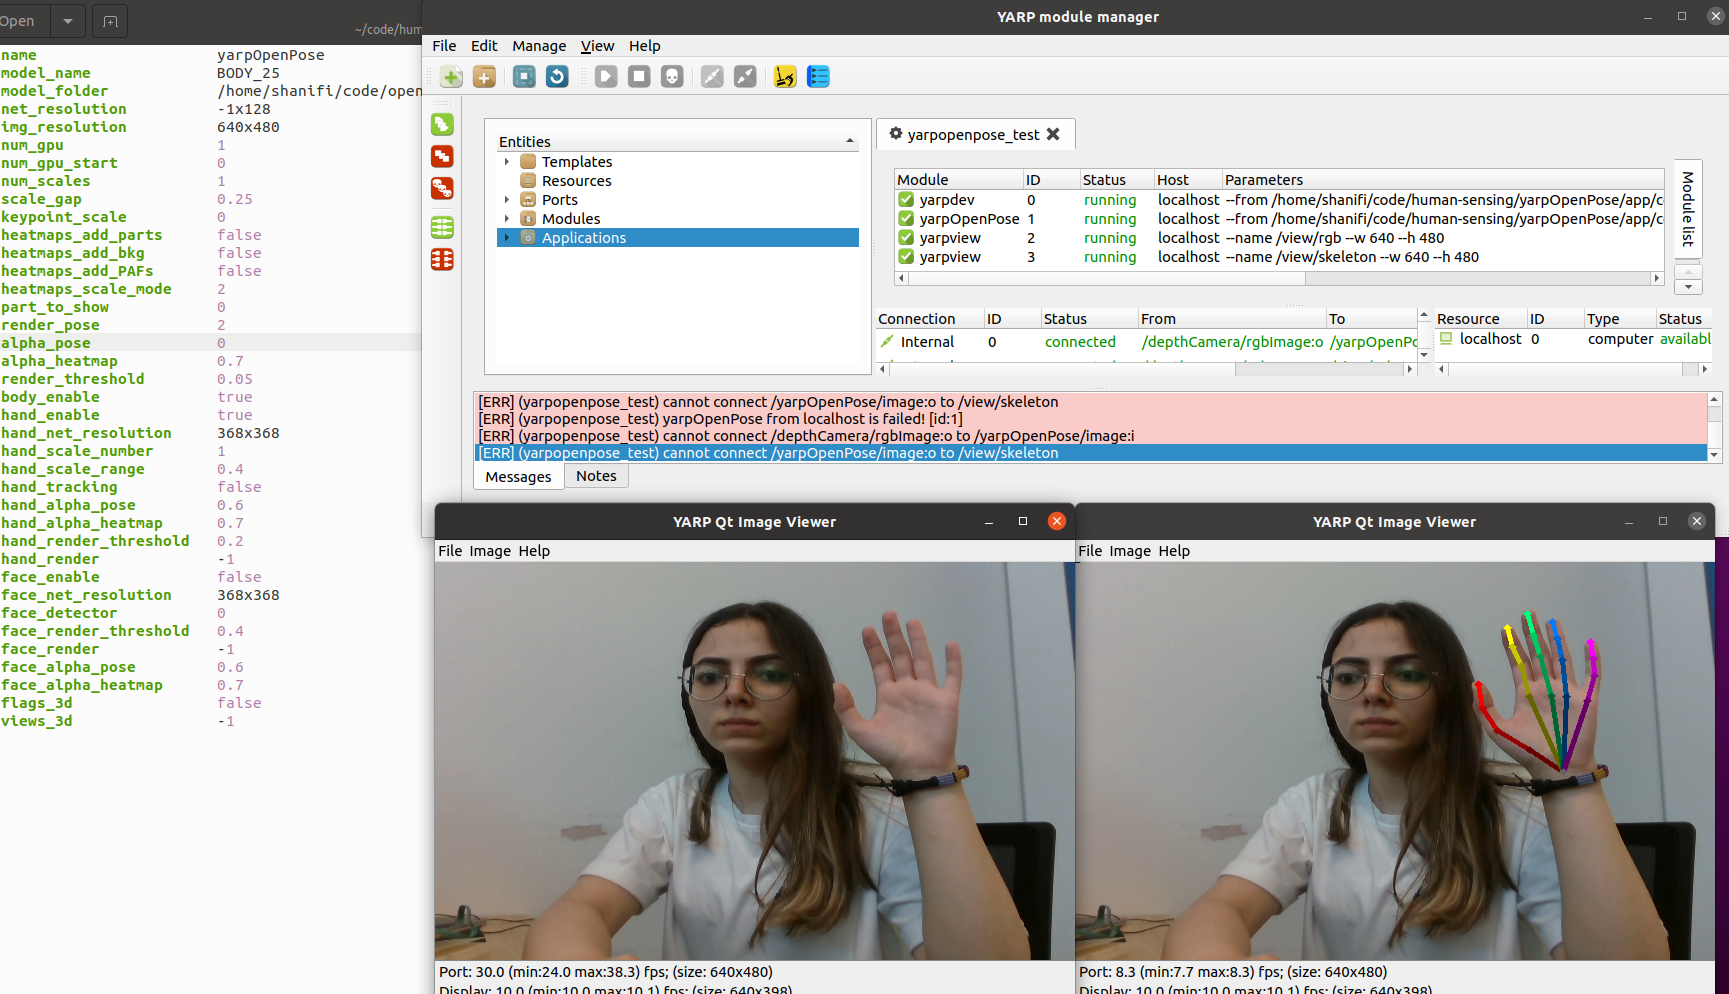 Open
~/code/hum
name yarpOpenPose
model_name BODY_25
model_folder /home/shanifi/code/open
net_resolution -1x128
img_resolution 640x480
num_gpu 1
num_gpu_start 0
num_scales 1
scale_gap 0.25
keypoint_scale 0
heatmaps_add_parts false
heatmaps_add_bkg false
heatmaps_add_PAFs false
heatmaps_scale_mode 2
part_to_show 0
render_pose 2
alpha_pose 0
alpha_heatmap 0.7
render_threshold 0.05
body_enable true
hand_enable true
hand_net_resolution 368x368
hand_scale_number 1
hand_scale_range 0.4
hand_tracking false
hand_alpha_pose 0.6
hand_alpha_heatmap 0.7
hand_render_threshold 0.2
hand_render -1
face_enable false
face_net_resolution 368x368
face_detector 0
face_render_threshold 0.4
face_render -1
face_alpha_pose 0.6
face_alpha_heatmap 0.7
flags_3d false
views_3d -1
YARP module manager
File Edit Manage View Help
Entities
Templates
Resources
Ports
Modules
Applications
yarpopenpose_test
Module ID Status Host Parameters
yarpdev 0 running localhost --from /home/shanifi/code/human-sensing/yarpOpenPose/app/c
yarpOpenPose 1 running localhost --from /home/shanifi/code/human-sensing/yarpOpenPose/app/c
yarpview 2 running localhost --name /view/rgb --w 640 --h 480
yarpview 3 running localhost --name /view/skeleton --w 640 --h 480
Module list
Connection ID Status From To
Internal 0 connected /depthCamera/rgbImage:o /yarpOpenPo
Resource ID Type Status
localhost 0 computer availabl
[ERR] (yarpopenpose_test) cannot connect /yarpOpenPose/image:o to /view/skeleton
[ERR] (yarpopenpose_test) yarpOpenPose from localhost is failed! [id:1]
[ERR] (yarpopenpose_test) cannot connect /depthCamera/rgbImage:o to /yarpOpenPose/image:i
[ERR] (yarpopenpose_test) cannot connect /yarpOpenPose/image:o to /view/skeleton
Messages Notes
YARP Qt Image Viewer
File Image Help
Port: 30.0 (min:24.0 max:38.3) fps; (size: 640x480)
Display: 10.0 (min:10.0 max:10.1) fps; (size: 640x398)
YARP Qt Image Viewer
File Image Help
Port: 8.3 (min:7.7 max:8.3) fps; (size: 640x480)
Display: 10.0 (min:10.0 max:10.1) fps; (size: 640x398)